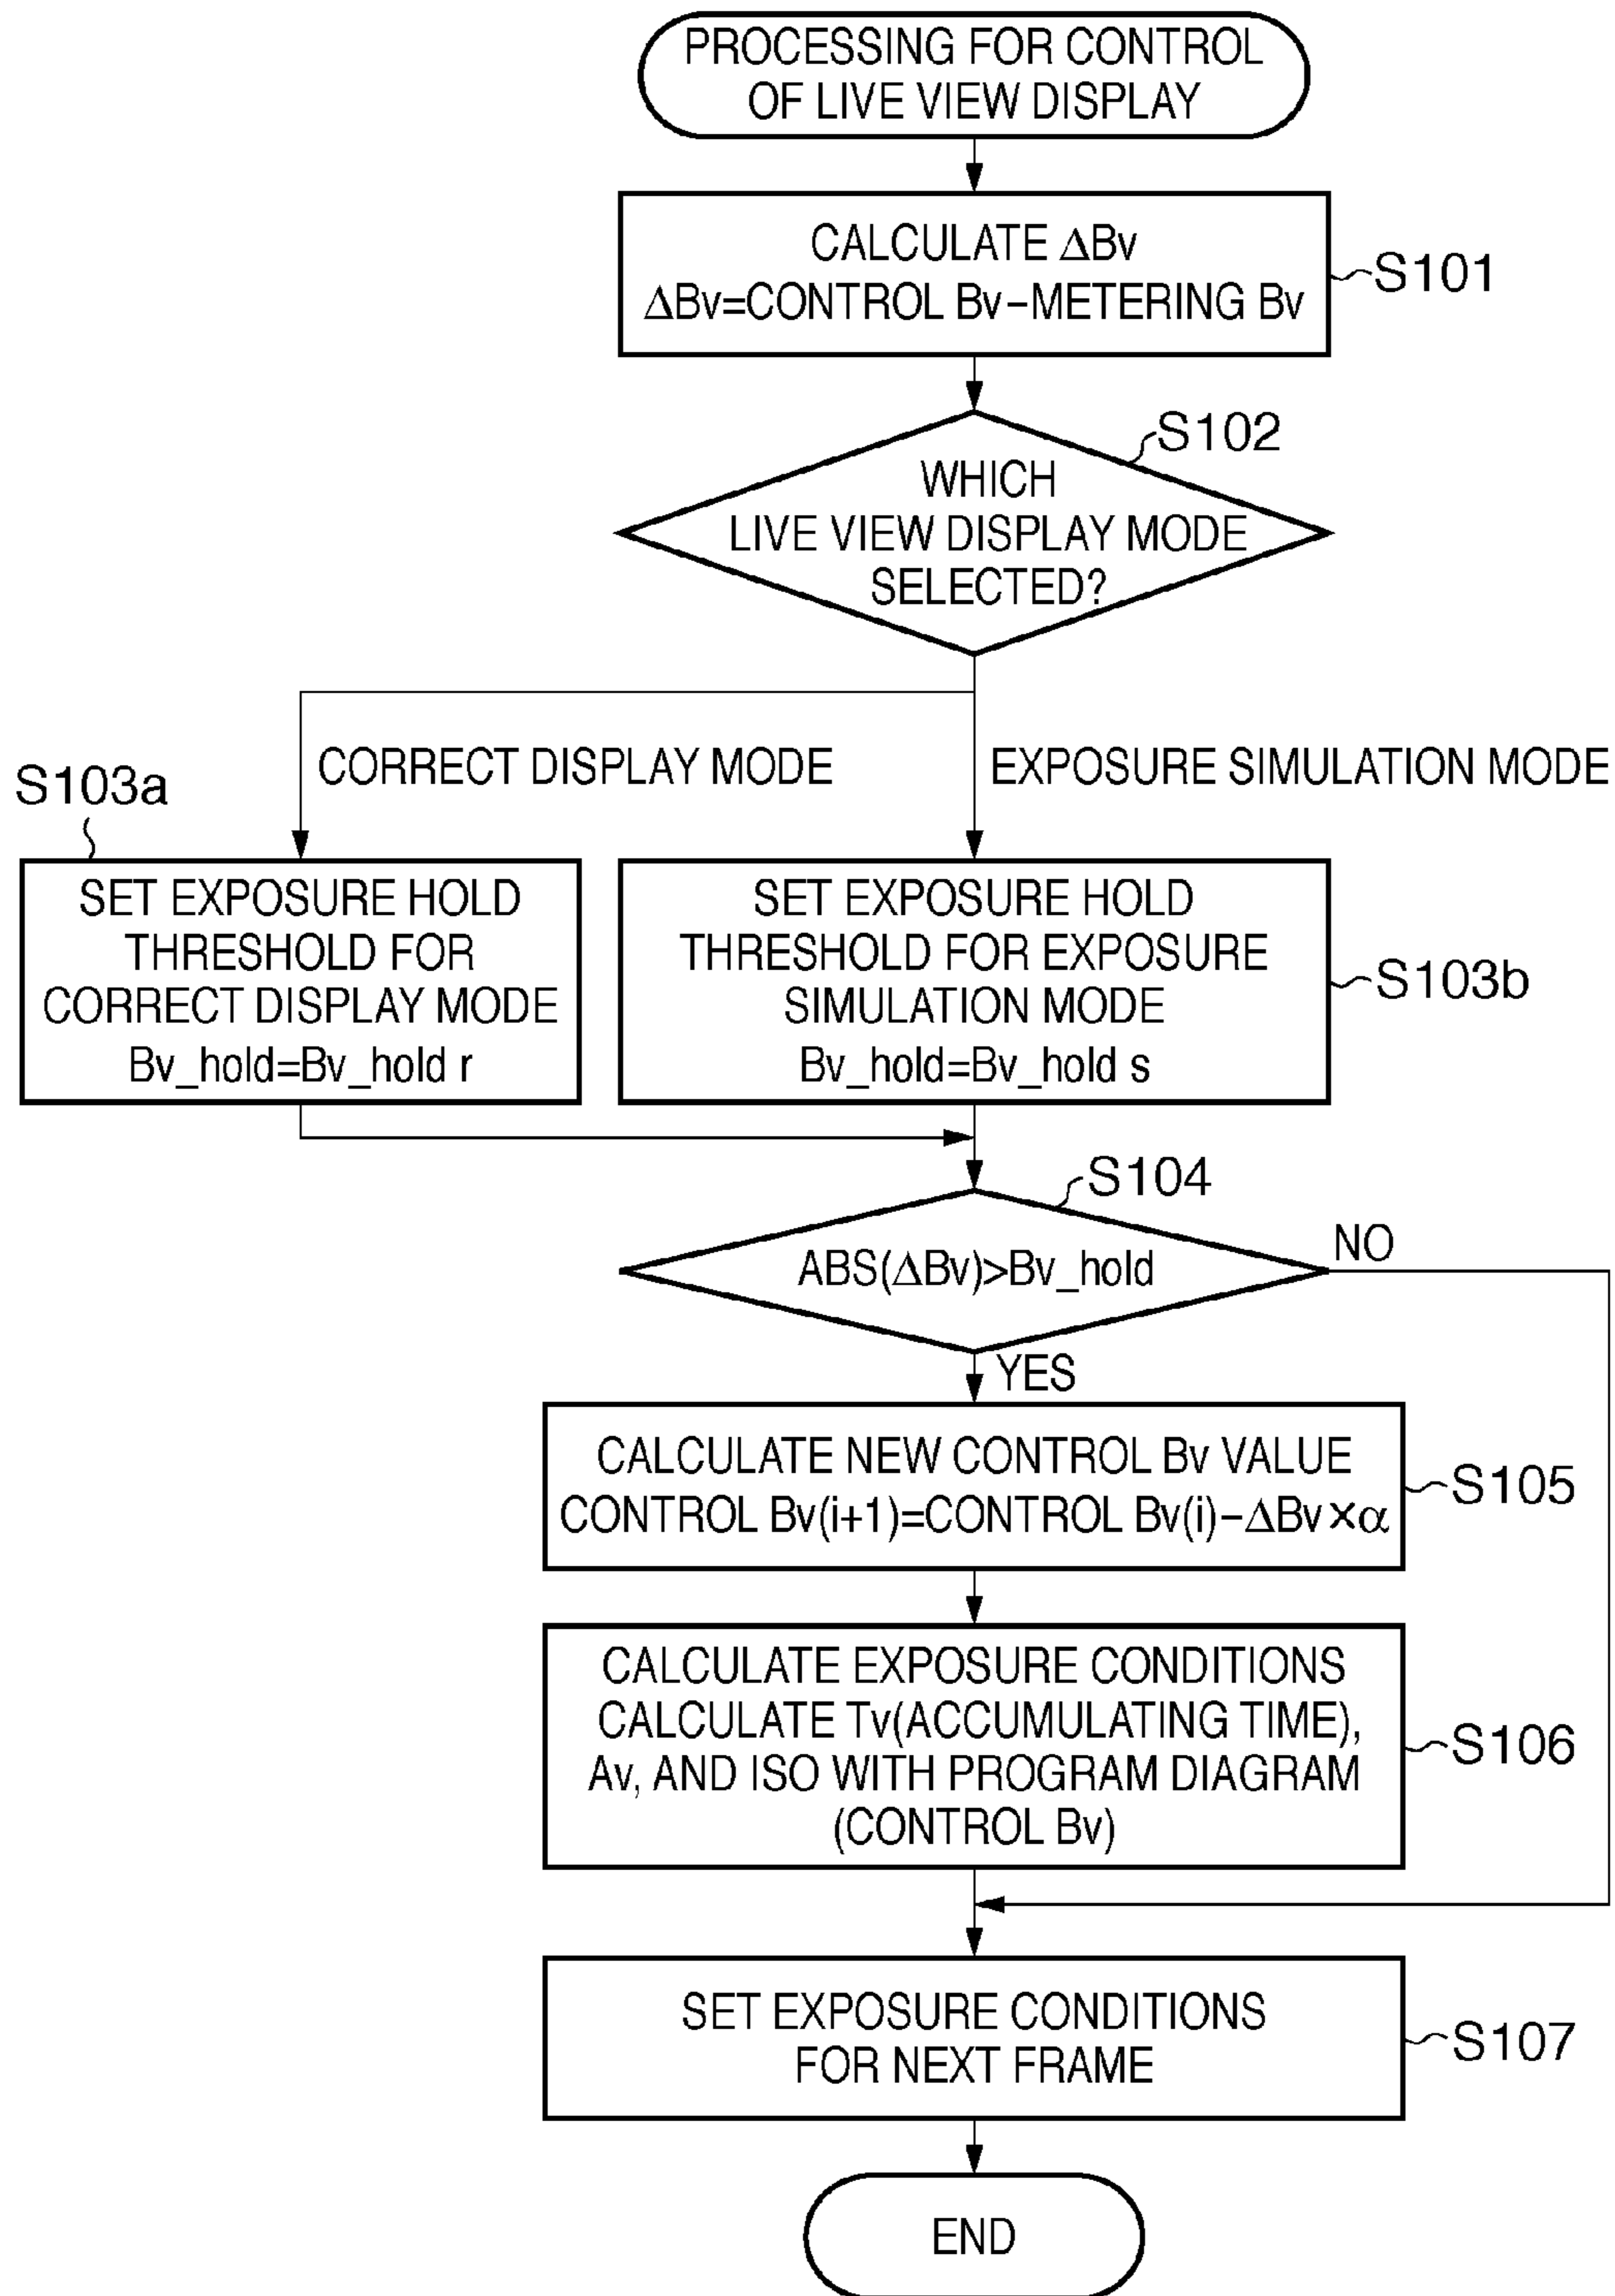 PROCESSING FOR CONTROL
OF LIVE VIEW DISPLAY
CALCULATE ΔBv
ΔBv=CONTROL Bv−METERING Bv
S101
S102
WHICH
LIVE VIEW DISPLAY MODE
SELECTED?
CORRECT DISPLAY MODE
EXPOSURE SIMULATION MODE
S103a
SET EXPOSURE HOLD
THRESHOLD FOR
CORRECT DISPLAY MODE
Bv_hold=Bv_hold r
SET EXPOSURE HOLD
THRESHOLD FOR EXPOSURE
SIMULATION MODE
Bv_hold=Bv_hold s
S103b
S104
ABS(ΔBv)>Bv_hold
NO
YES
CALCULATE NEW CONTROL Bv VALUE
CONTROL Bv(i+1)=CONTROL Bv(i)−ΔBv×α
S105
CALCULATE EXPOSURE CONDITIONS
CALCULATE Tv(ACCUMULATING TIME),
Av, AND ISO WITH PROGRAM DIAGRAM
(CONTROL Bv)
S106
SET EXPOSURE CONDITIONS
FOR NEXT FRAME
S107
END